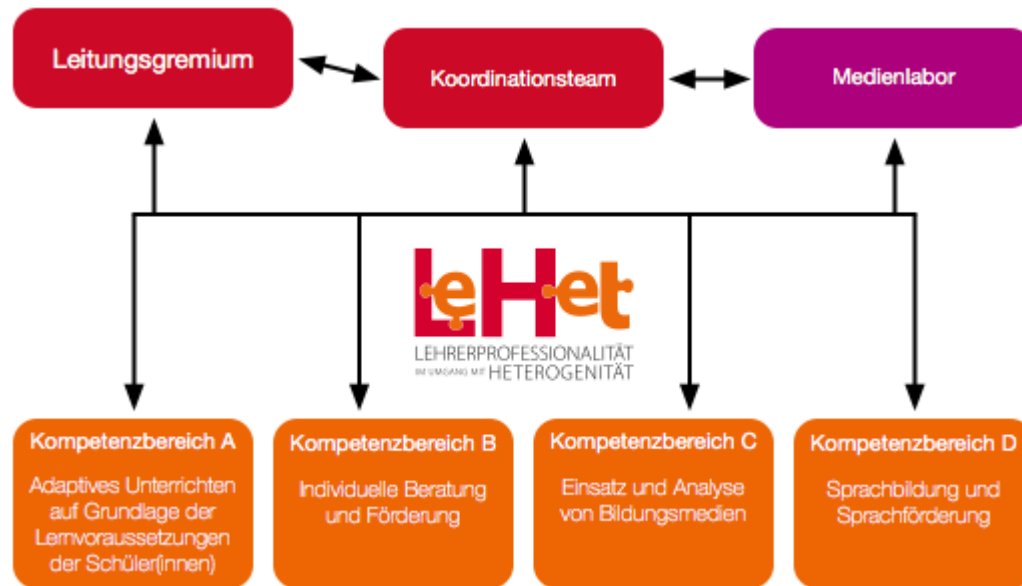 Leitungsgremium
Koordinationsteam
Medienlabor
LeHet
LEHRERPROFESSIONALITÄT
IM UMGANG MIT HETEROGENITÄT
Kompetenzbereich A
Adaptives Unterrichten
auf Grundlage der
Lernvoraussetzungen
der Schüler(innen)
Kompetenzbereich B
Individuelle Beratung
und Förderung
Kompetenzbereich C
Einsatz und Analyse
von Bildungsmedien
Kompetenzbereich D
Sprachbildung und
Sprachförderung